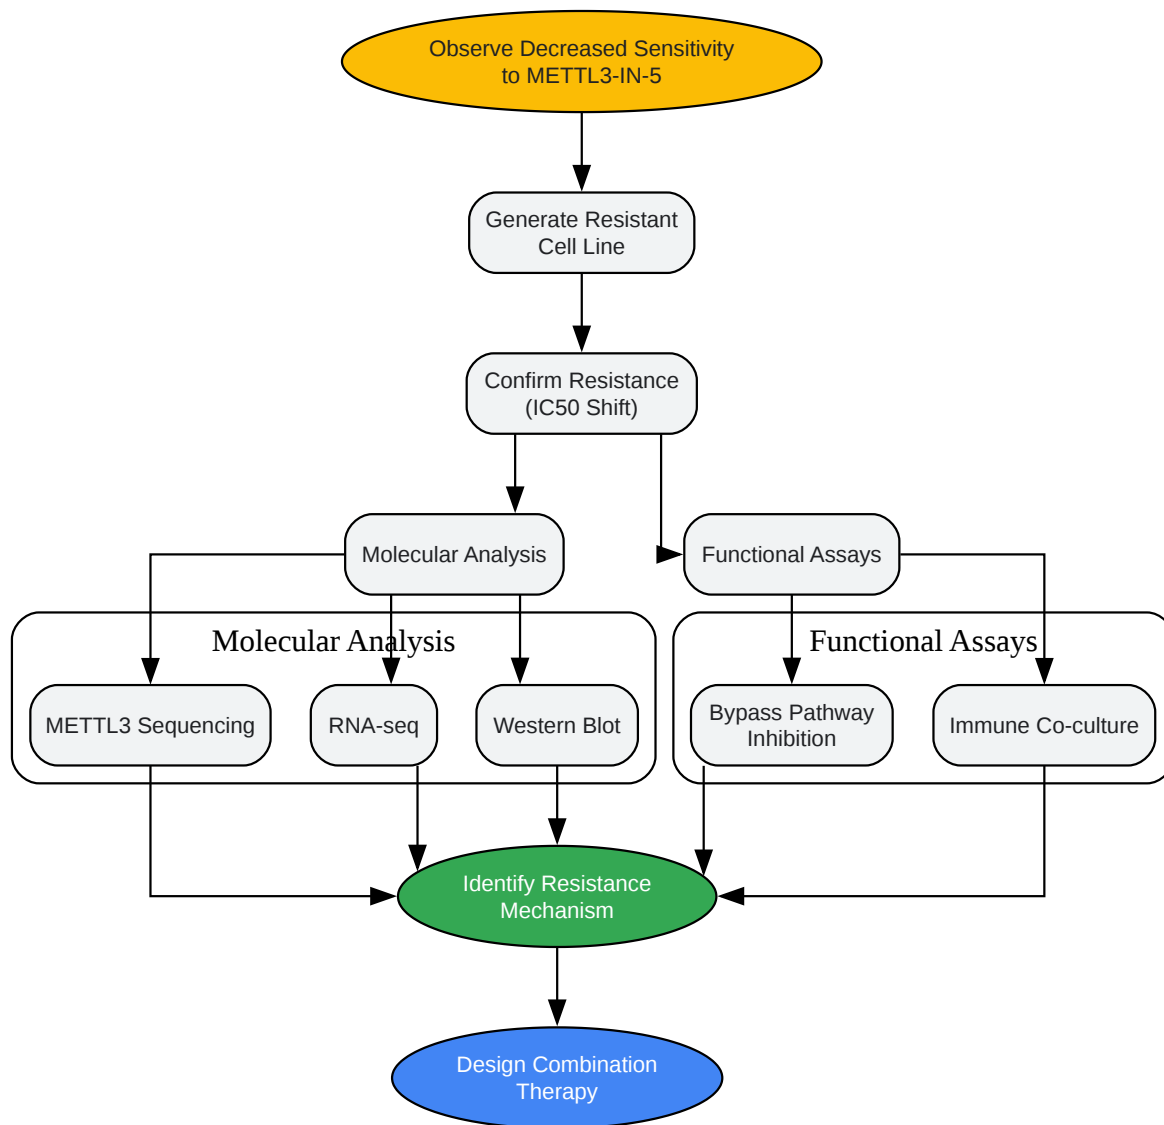 Observe Decreased Sensitivity
to METTL3-IN-5
Generate Resistant
Cell Line
Confirm Resistance
(IC50 Shift)
Molecular Analysis
Functional Assays
Molecular Analysis
Functional Assays
METTL3 Sequencing
RNA-seq
Western Blot
Bypass Pathway
Inhibition
Immune Co-culture
Identify Resistance
Mechanism
Design Combination
Therapy